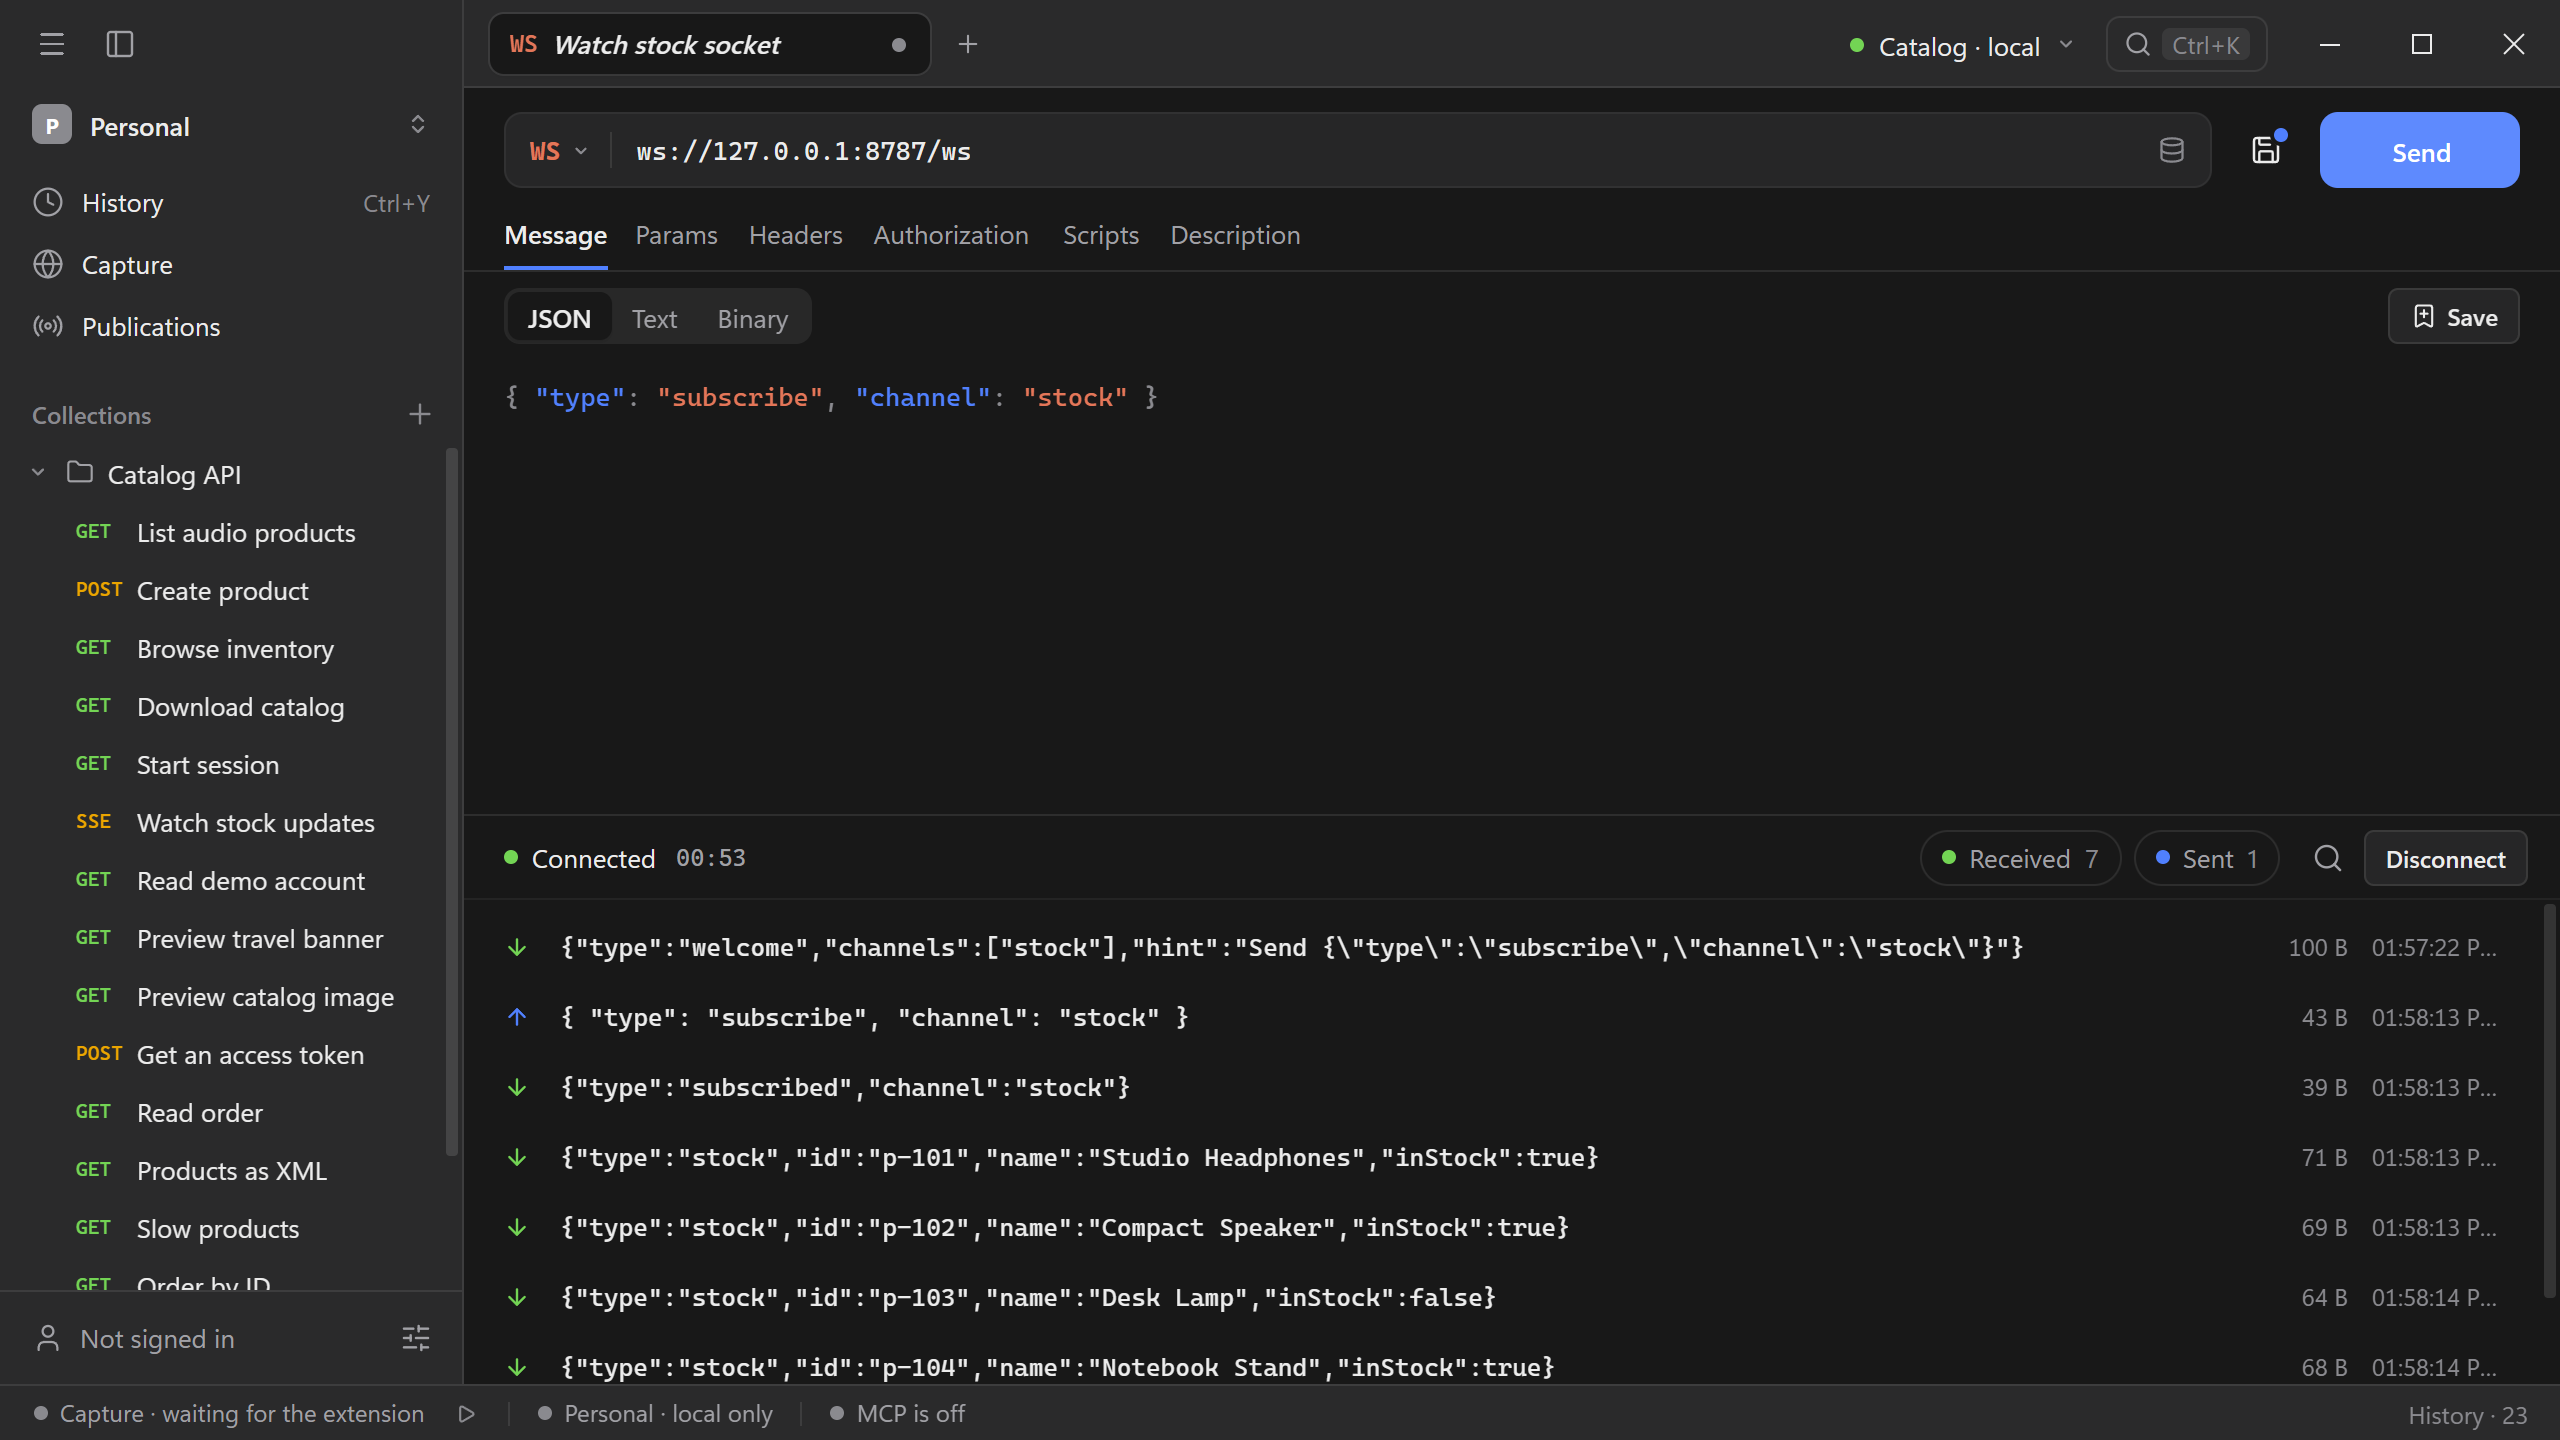 WS Watch stock socket
Catalog · local
Ctrl+K
P Personal
History Ctrl+Y
Capture
Publications
Collections
Catalog API
GET List audio products
POST Create product
GET Browse inventory
GET Download catalog
GET Start session
SSE Watch stock updates
GET Read demo account
GET Preview travel banner
GET Preview catalog image
POST Get an access token
GET Read order
GET Products as XML
GET Slow products
GET Order by ID
Not signed in
WS ws://127.0.0.1:8787/ws
Send
Message Params Headers Authorization Scripts Description
JSON Text Binary
Save
{ "type": "subscribe", "channel": "stock" }
Connected 00:53
Received 7 Sent 1
Disconnect
{"type":"welcome","channels":["stock"],"hint":"Send {\"type\":\"subscribe\",\"channel\":\"stock\"}"} 100 B 01:57:22 P...
{ "type": "subscribe", "channel": "stock" } 43 B 01:58:13 P...
{"type":"subscribed","channel":"stock"} 39 B 01:58:13 P...
{"type":"stock","id":"p-101","name":"Studio Headphones","inStock":true} 71 B 01:58:13 P...
{"type":"stock","id":"p-102","name":"Compact Speaker","inStock":true} 69 B 01:58:13 P...
{"type":"stock","id":"p-103","name":"Desk Lamp","inStock":false} 64 B 01:58:14 P...
{"type":"stock","id":"p-104","name":"Notebook Stand","inStock":true} 68 B 01:58:14 P...
Capture · waiting for the extension
Personal · local only
MCP is off
History · 23